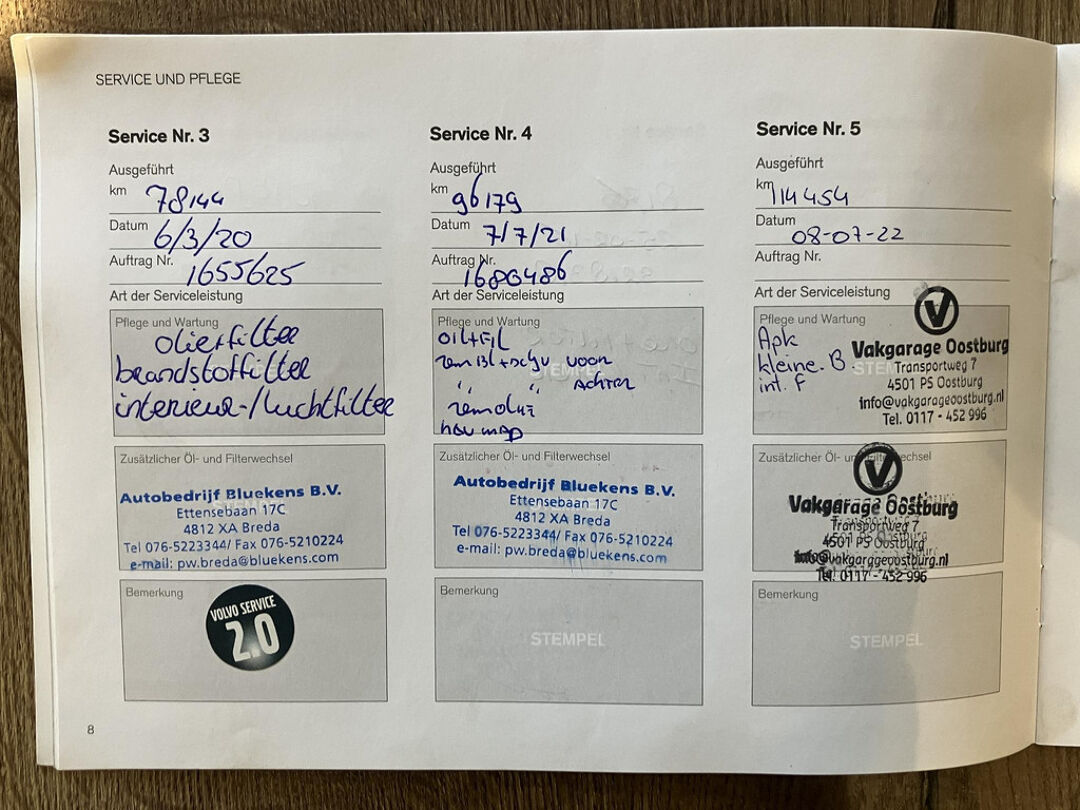 SERVICE UND PFLEGE
Service Nr. 3
Ausgeführt
km 78144
Datum 6/3/20
Auftrag Nr. 1655625
Art der Serviceleistung
Pflege und Wartung
oliefilter
brandstoffilter
interieur-/luchtfilter
Zusätzlicher Öl- und Filterwechsel
Autobedrijf Bluekens B.V.
Ettensebaan 17C
4812 XA Breda
Tel 076-5223344/ Fax 076-5210224
e-mail: pw.breda@bluekens.com
Bemerkung
VOLVO SERVICE
2.0
Service Nr. 4
Ausgeführt
km 96179
Datum 7/7/21
Auftrag Nr. 1680486
Art der Serviceleistung
Pflege und Wartung
OIL+FIL
STEMPEL
remBl+schy voor
" " ACHTER
remolie
Zusätzlicher Öl- und Filterwechsel
Autobedrijf Bluekens B.V.
Ettensebaan 17C
4812 XA Breda
Tel 076-5223344/ Fax 076-5210224
e-mail: pw.breda@bluekens.com
Bemerkung
STEMPEL
Service Nr. 5
Ausgeführt
km 114454
Datum 08-07-22
Auftrag Nr.
Art der Serviceleistung
Pflege und Wartung
Apk
kleine. B.
int. F
V
Vakgarage Oostburg
Transportweg 7
4501 PS Oostburg
info@vakgarageoostburg.nl
Tel. 0117 - 452 996
Zusätzlicher Öl- und Filterwechsel
V
Vakgarage Oostburg
Transportweg 7
4501 PS Oostburg
info@vakgarageoostburg.nl
Tel. 0117 - 452 996
Bemerkung
STEMPEL
8